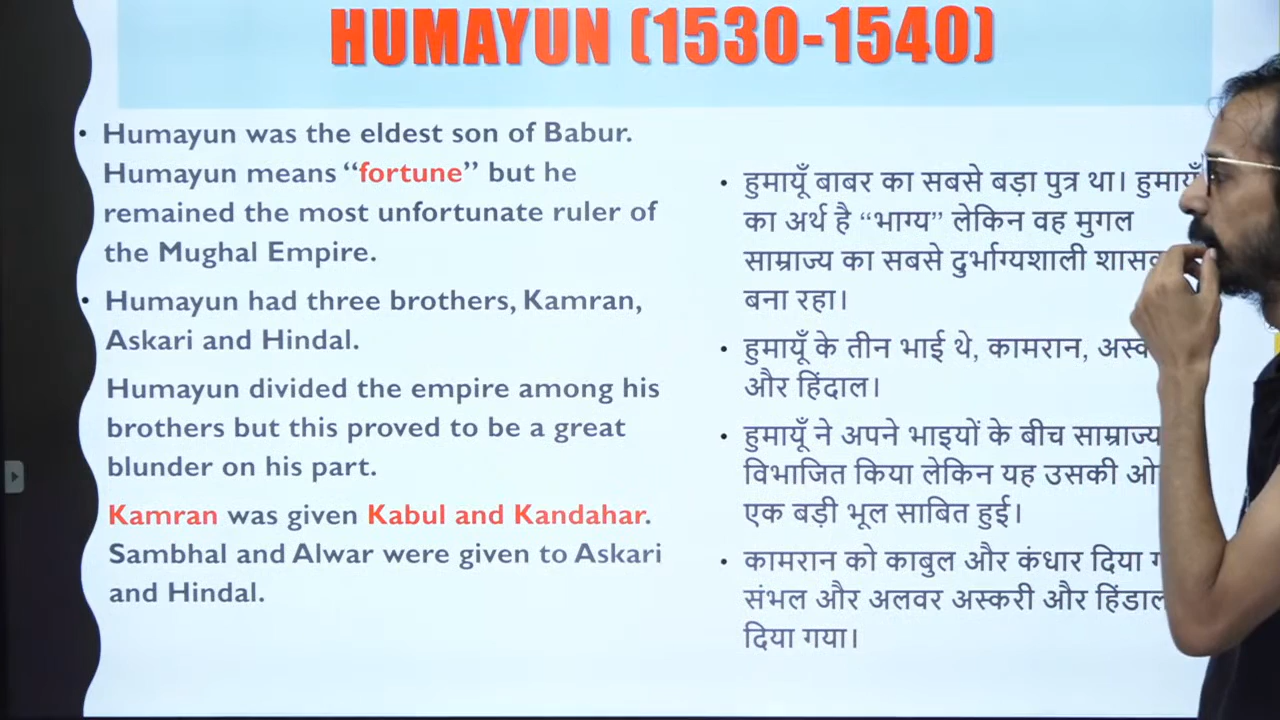 HUMAYUN (1530-1540)
• Humayun was the eldest son of Babur.
Humayun means “fortune” but he
remained the most unfortunate ruler of
the Mughal Empire.
• Humayun had three brothers, Kamran,
Askari and Hindal.
Humayun divided the empire among his
brothers but this proved to be a great
blunder on his part.
Kamran was given Kabul and Kandahar.
Sambhal and Alwar were given to Askari
and Hindal.
• हुमायूँ बाबर का सबसे बड़ा पुत्र था। हुमायूँ
का अर्थ है “भाग्य” लेकिन वह मुगल
साम्राज्य का सबसे दुर्भाग्यशाली
बना रहा।
• हुमायूँ के तीन भाई थे, कामरान,
और हिंदाल।
• हुमायूँ ने अपने भाइयों के बीच साम्राज्य
विभाजित किया लेकिन यह उसकी
एक बड़ी भूल साबित हुई।
• कामरान को काबुल और कंधार दिया
संभल और अलवर अस्करी और हिंडाल
दिया गया।